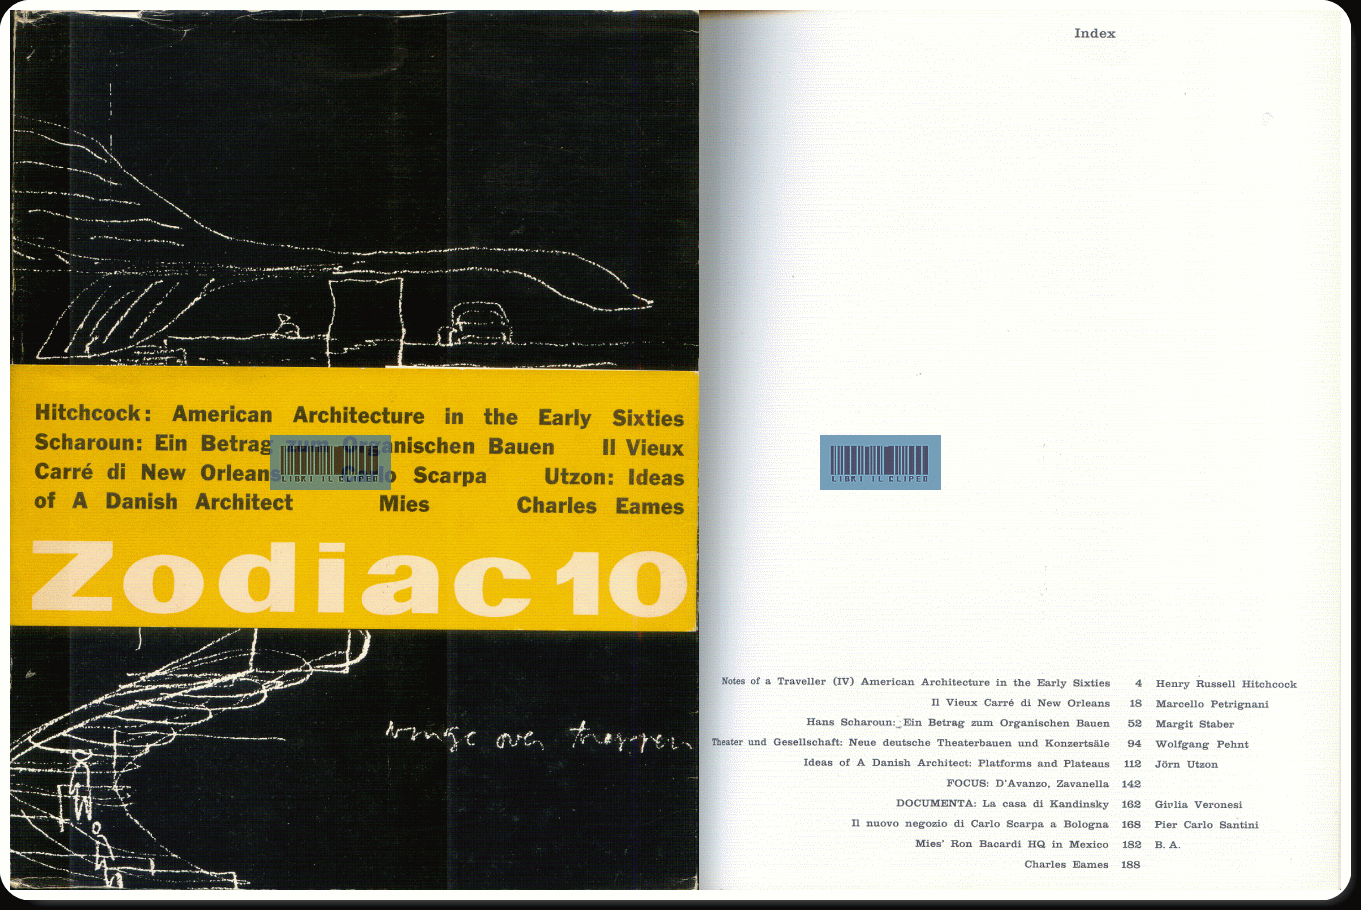 Hitchcock: American Architecture in the Early Sixties
Scharoun: Ein Betrag zum Organischen Bauen Il Vieux
Carré di New Orleans Carlo Scarpa Utzon: Ideas
of A Danish Architect Mies Charles Eames
LIBRI IL CLIPEO
Zodiac 10
over trappen
Index
LIBRI IL CLIPEO
Notes of a Traveller (IV) American Architecture in the Early Sixties 4 Henry Russell Hitchcock
Il Vieux Carré di New Orleans 18 Marcello Petrignani
Hans Scharoun: Ein Betrag zum Organischen Bauen 52 Margit Staber
Theater und Gesellschaft: Neue deutsche Theaterbauen und Konzertsäle 94 Wolfgang Pehnt
Ideas of A Danish Architect: Platforms and Plateaus 112 Jörn Utzon
FOCUS: D'Avanzo, Zavanella 142
DOCUMENTA: La casa di Kandinsky 162 Givlia Veronesi
Il nuovo negozio di Carlo Scarpa a Bologna 168 Pier Carlo Santini
Mies' Ron Bacardi HQ in Mexico 182 B. A.
Charles Eames 188